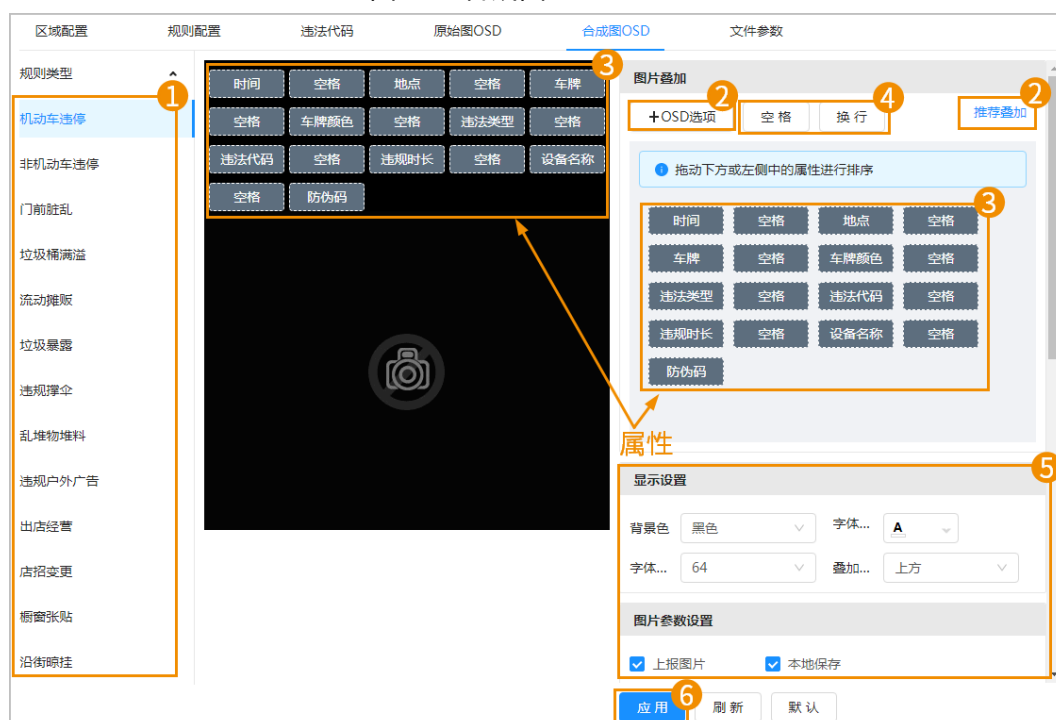 区域配置 规则配置 违法代码 原始图OSD 合成图OSD 文件参数
规则类型
1
机动车违停
非机动车违停
门前脏乱
垃圾桶满溢
流动摊贩
垃圾暴露
违规撑伞
乱堆物堆料
违规户外广告
出店经营
店招变更
橱窗张贴
沿街晾挂
3
时间 空格 地点 空格 车牌
空格 车牌颜色 空格 违法类型 空格
违法代码 空格 违规时长 空格 设备名称
空格 防伪码
属性
图片叠加
2 4 2
+OSD选项 空格 换行 推荐叠加
拖动下方或左侧中的属性进行排序
3
时间 空格 地点 空格
车牌 空格 车牌颜色 空格
违法类型 空格 违法代码 空格
违规时长 空格 设备名称 空格
防伪码
5
显示设置
背景色 黑色 字体... A
字体... 64 叠加... 上方
图片参数设置
上报图片 本地保存
6
应用 刷新 默认